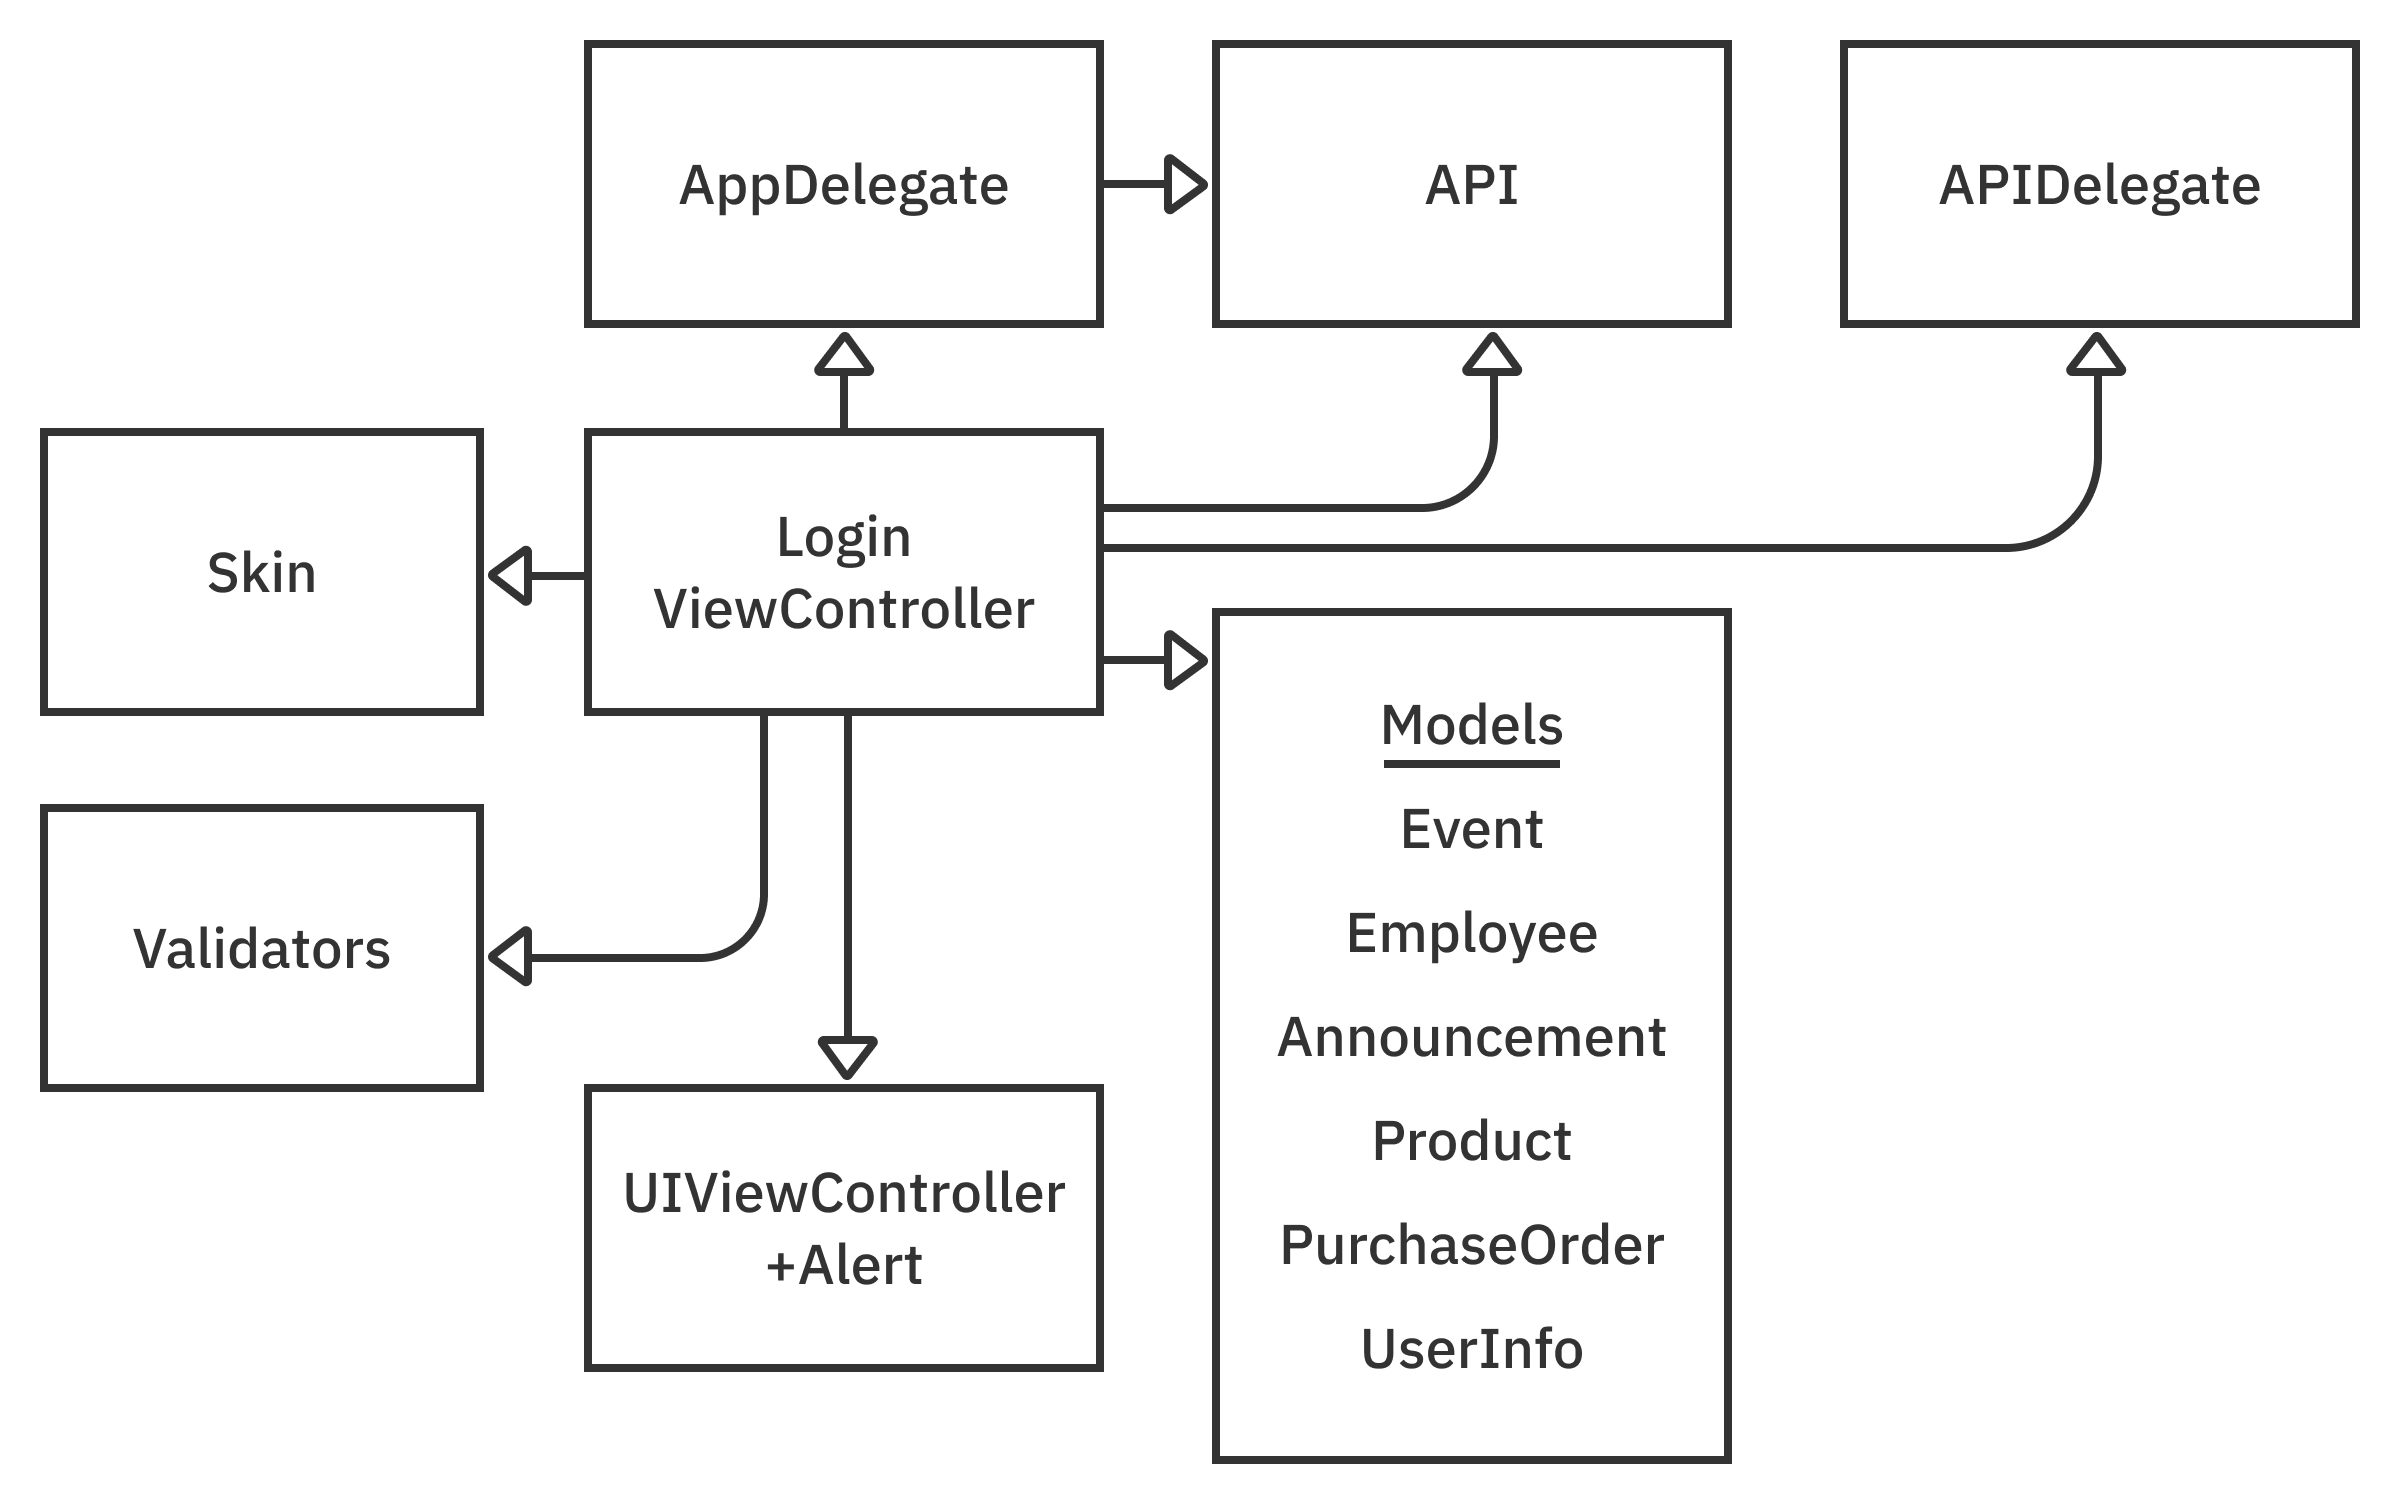 AppDelegate
API
APIDelegate
Skin
Login
ViewController
Validators
UIViewController
+Alert
Models
Event
Employee
Announcement
Product
PurchaseOrder
UserInfo